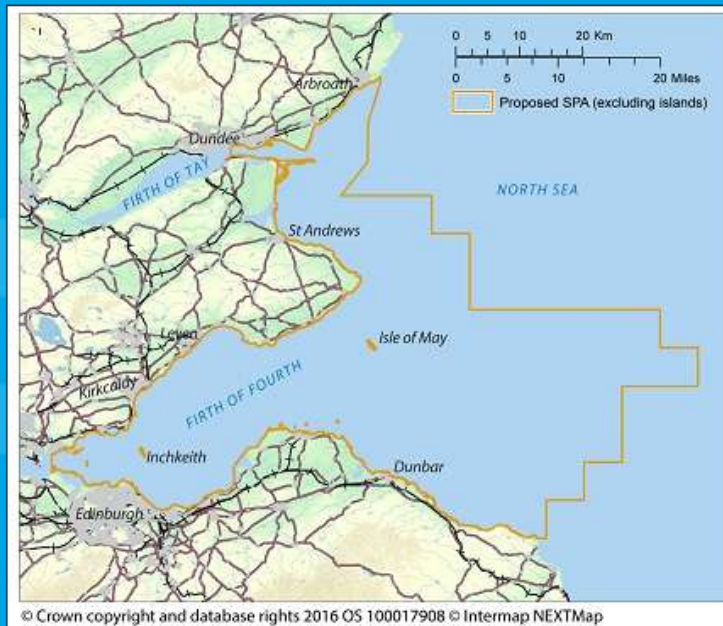 0 5 10 20 Km
0 5 10 20 Miles
Proposed SPA (excluding islands)
Arbroath
Dundee
FIRTH OF TAY
NORTH SEA
St Andrews
Leven
Isle of May
Kirkcaldy
FIRTH OF FOURTH
Inchkeith
Dunbar
Edinburgh
© Crown copyright and database rights 2016 OS 100017908 © Intermap NEXTMap